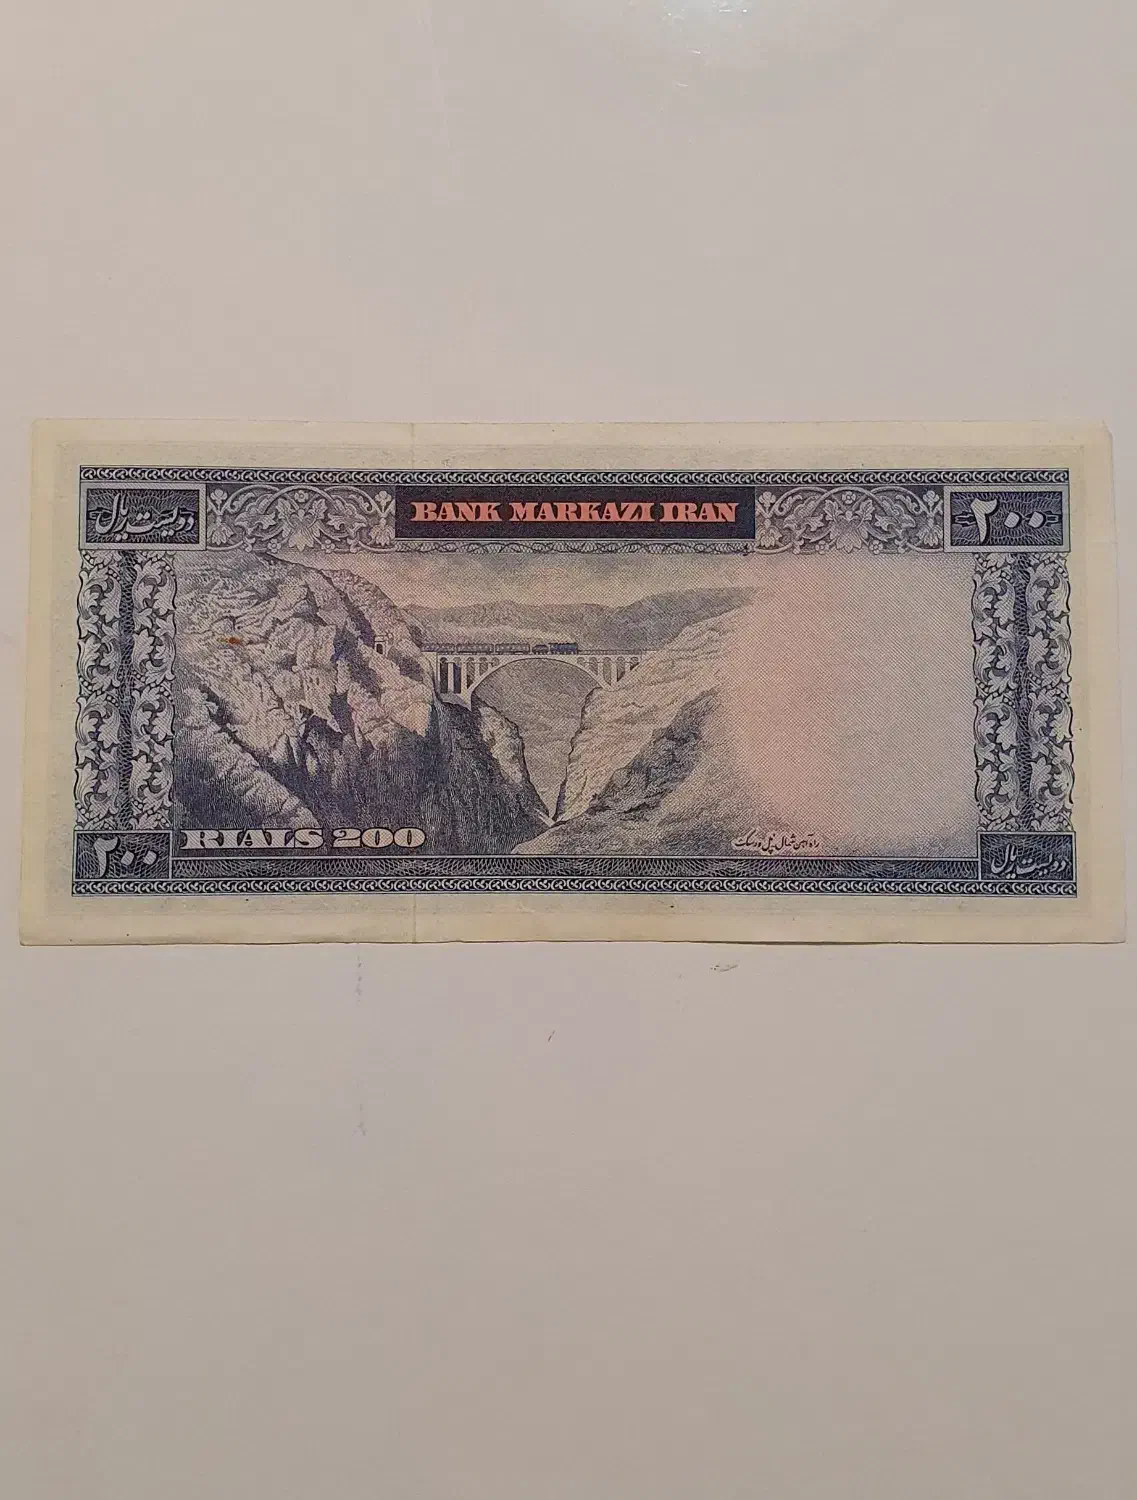 دویست ریال
BANK MARKAZI IRAN
۲۰۰
RIALS 200
راه آهن شمال پل ورسک
۲۰۰
دویست ریال